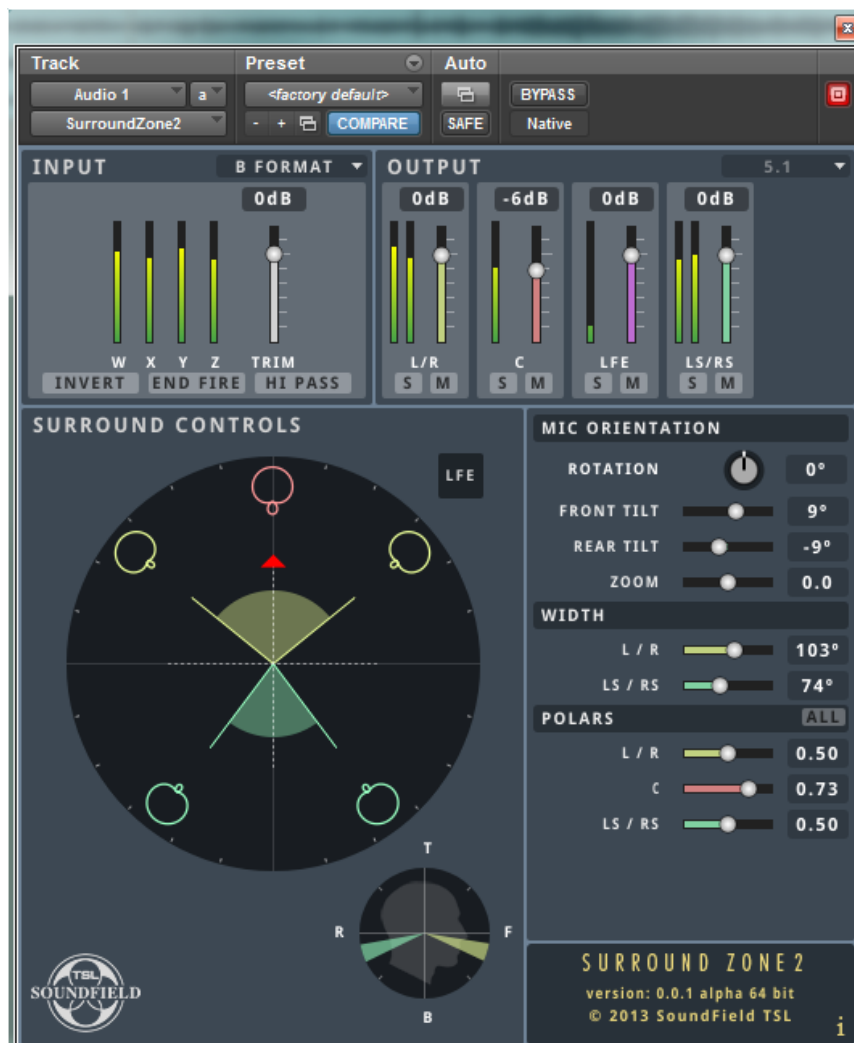 x
Track Preset Auto
Audio 1 a <factory default> BYPASS
SurroundZone2 - + COMPARE SAFE Native
INPUT B FORMAT OUTPUT 5.1
0dB 0dB -6dB 0dB 0dB
W X Y Z TRIM L/R C LFE LS/RS
INVERT END FIRE HI PASS S M S M S M S M
SURROUND CONTROLS
LFE
MIC ORIENTATION
ROTATION 0°
FRONT TILT 9°
REAR TILT -9°
ZOOM 0.0
WIDTH
L / R 103°
LS / RS 74°
POLARS ALL
L / R 0.50
C 0.73
LS / RS 0.50
T
R F
B
TSL
SOUNDFIELD
SURROUND ZONE2
version: 0.0.1 alpha 64 bit
© 2013 SoundField TSL
i